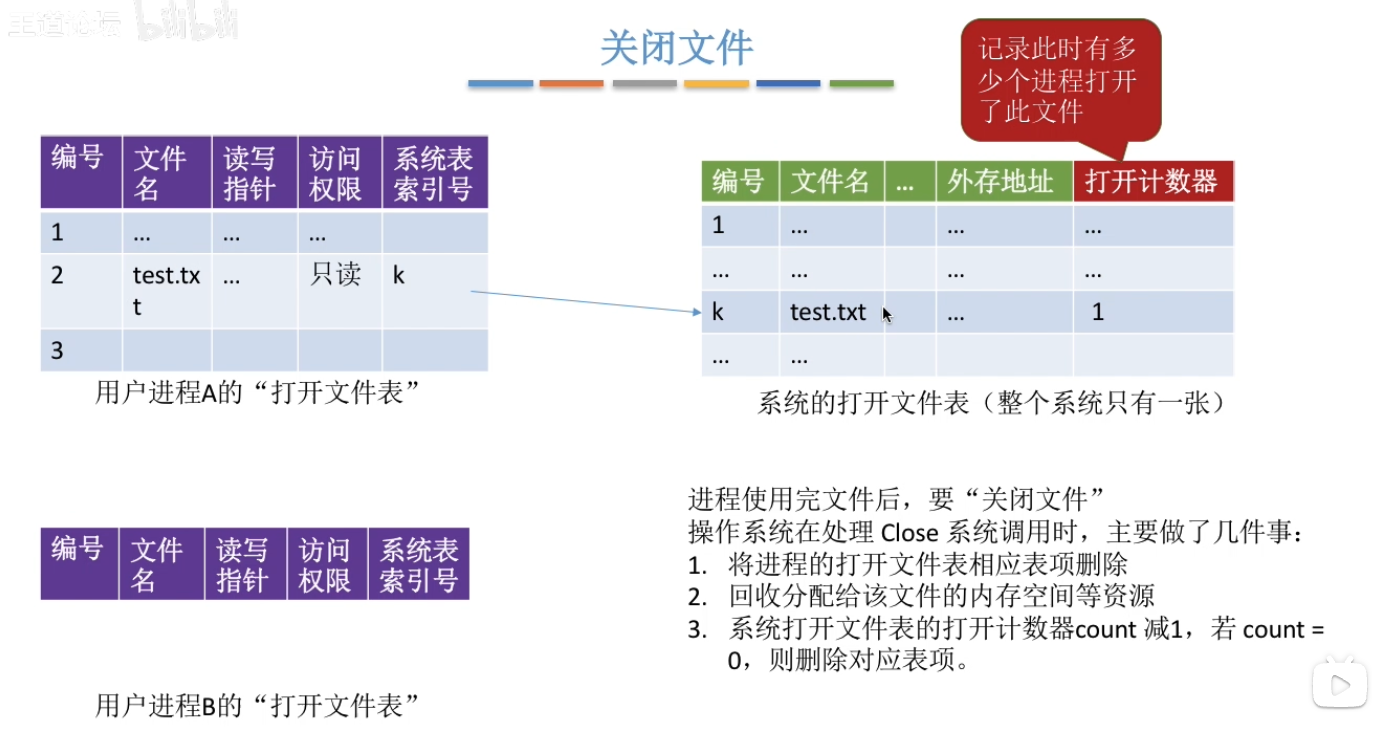 王道论坛 bilibili
关闭文件
记录此时有多
少个进程打开
了此文件
编号 文件名 读写指针 访问权限 系统表索引号
1 ... ... ...
2 test.txt ... 只读 k
3
用户进程A的“打开文件表”
编号 文件名 ... 外存地址 打开计数器
1 ... ... ...
... ... ... ...
k test.txt ... 1
... ...
系统的打开文件表（整个系统只有一张）
编号 文件名 读写指针 访问权限 系统表索引号
用户进程B的“打开文件表”
进程使用完文件后，要“关闭文件”
操作系统在处理 Close 系统调用时，主要做了几件事：
1. 将进程的打开文件表相应表项删除
2. 回收分配给该文件的内存空间等资源
3. 系统打开文件表的打开计数器count 减1，若 count =
0，则删除对应表项。